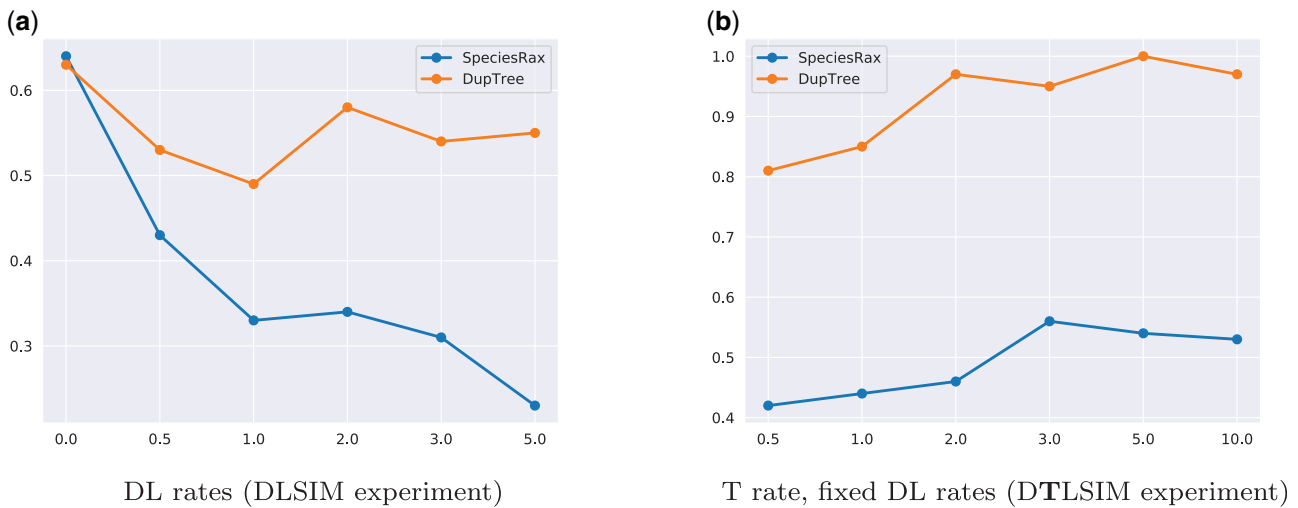 (a)
SpeciesRax
DupTree
0.6
0.5
0.4
0.3
0.0 0.5 1.0 2.0 3.0 5.0
DL rates (DLSIM experiment)
(b)
SpeciesRax
DupTree
1.0
0.9
0.8
0.7
0.6
0.5
0.4
0.5 1.0 2.0 3.0 5.0 10.0
T rate, fixed DL rates (DTLSIM experiment)